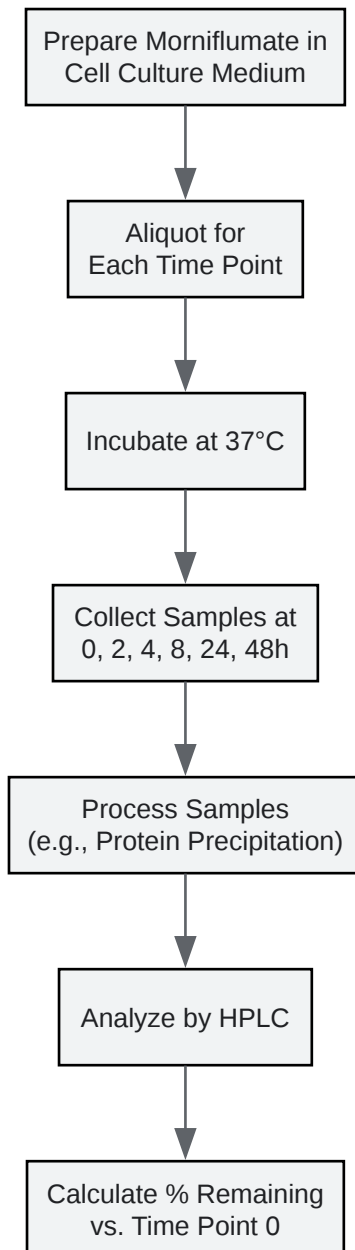 Prepare Morniflumate in
Cell Culture Medium
Aliquot for
Each Time Point
Incubate at 37°C
Collect Samples at
0, 2, 4, 8, 24, 48h
Process Samples
(e.g., Protein Precipitation)
Analyze by HPLC
Calculate % Remaining
vs. Time Point 0